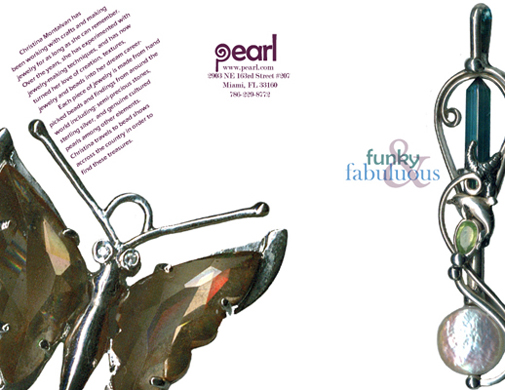 Christina Montalvan has
been working with crafts and making
jewelry for as long as she can remember.
Over the years, she has experimented with
jewelry making techniques, and has now
turned her love of creation, textures,
jewelry and beads into her dream career.
Each piece of jewelry is made from hand
picked beads and findings from around the
world including: semi-precious stones,
sterling silver, and genuine cultured
pearls among other elements.
Christina travels to bead shows
accross the country in order to
find these treasures.
pearl
www.pearl.com
2903 NE 163rd Street #207
Miami, FL 33160
786-229-8772
funky
&
fabuluous